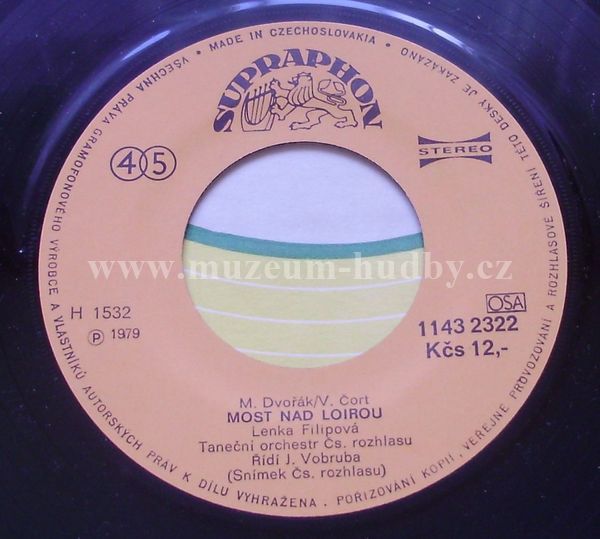 VŠECHNA PRÁVA GRAMOFONOVÉHO VÝROBCE A VLASTNÍKŮ AUTORSKÝCH PRÁV K DÍLU VYHRAŽENA. POŘIZOVÁNÍ KOPIÍ, VEŘEJNÉ PROVOZOVÁNÍ A ROZHLASOVÉ ŠÍŘENÍ TÉTO DESKY JE ZAKÁZÁNO • MADE IN CZECHOSLOVAKIA •
SUPRAPHON
45
STEREO
www.muzeum-hudby.cz
H 1532
℗ 1979
OSA
1143 2322
Kčs 12,-
M. Dvořák/V. Čort
MOST NAD LOIROU
Lenka Filipová
Taneční orchestr Čs. rozhlasu
Řídí J. Vobruba
(Snímek Čs. rozhlasu)